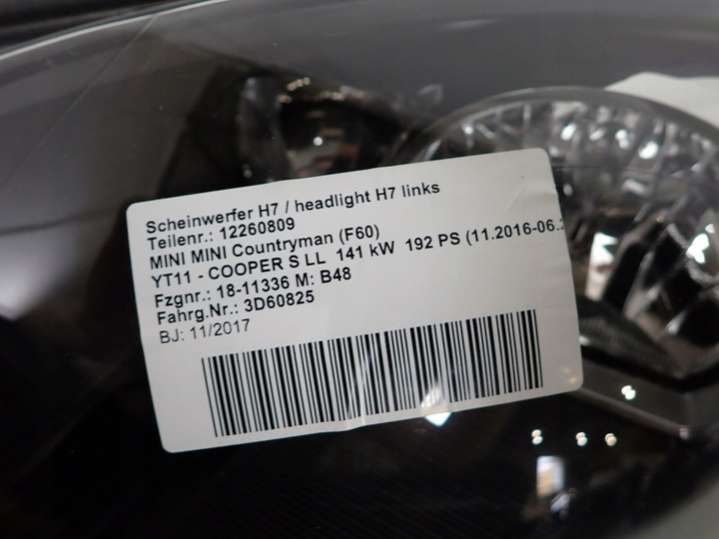 Scheinwerfer H7 / headlight H7 links
Teilenr.: 12260809
MINI MINI Countryman (F60)
YT11 - COOPER S LL 141 kW 192 PS (11.2016-06.2
Fzgnr.: 18-11336 M: B48
Fahrg.Nr.: 3D60825
BJ: 11/2017